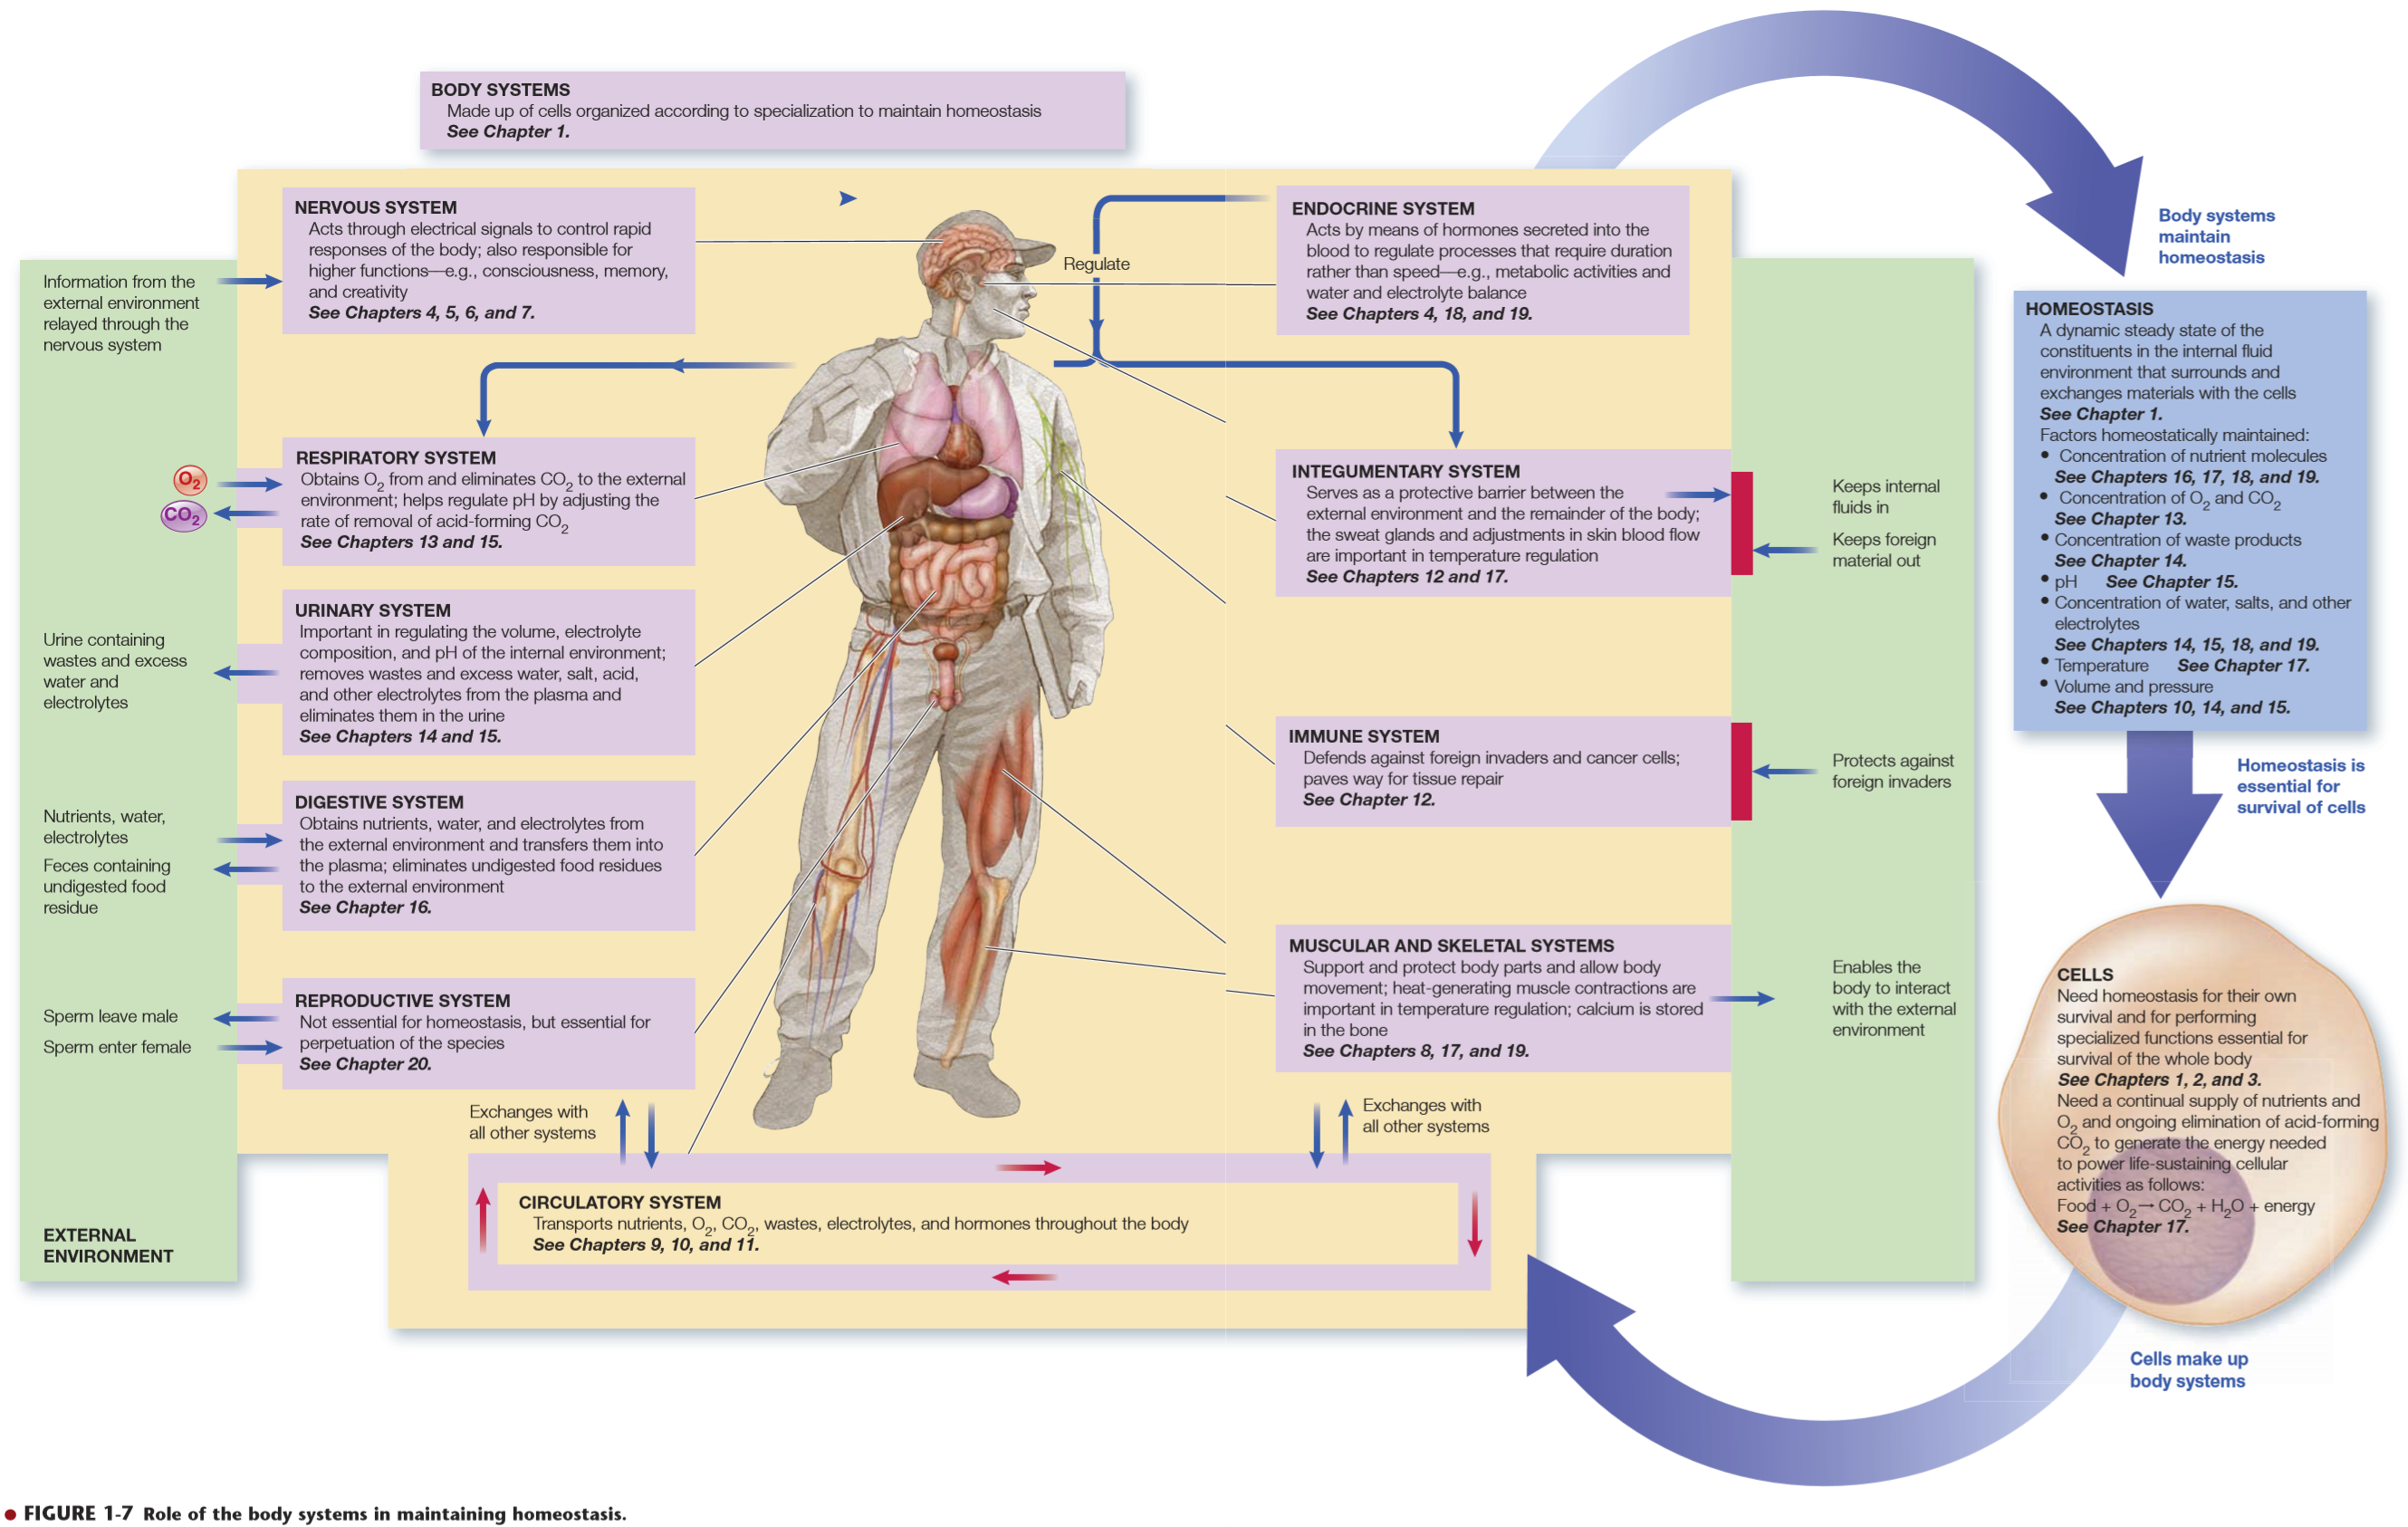 BODY SYSTEMS
Made up of cells organized according to specialization to maintain homeostasis
See Chapter 1.
NERVOUS SYSTEM
Acts through electrical signals to control rapid
responses of the body; also responsible for
higher functions—e.g., consciousness, memory,
and creativity
See Chapters 4, 5, 6, and 7.
Information from the
external environment
relayed through the
nervous system
Regulate
ENDOCRINE SYSTEM
Acts by means of hormones secreted into the
blood to regulate processes that require duration
rather than speed—e.g., metabolic activities and
water and electrolyte balance
See Chapters 4, 18, and 19.
RESPIRATORY SYSTEM
Obtains O2 from and eliminates CO2 to the external
environment; helps regulate pH by adjusting the
rate of removal of acid-forming CO2
See Chapters 13 and 15.
O2
CO2
URINARY SYSTEM
Important in regulating the volume, electrolyte
composition, and pH of the internal environment;
removes wastes and excess water, salt, acid,
and other electrolytes from the plasma and
eliminates them in the urine
See Chapters 14 and 15.
Urine containing
wastes and excess
water and
electrolytes
DIGESTIVE SYSTEM
Obtains nutrients, water, and electrolytes from
the external environment and transfers them into
the plasma; eliminates undigested food residues
to the external environment
See Chapter 16.
Nutrients, water,
electrolytes
Feces containing
undigested food
residue
REPRODUCTIVE SYSTEM
Not essential for homeostasis, but essential for
perpetuation of the species
See Chapter 20.
Sperm leave male
Sperm enter female
EXTERNAL
ENVIRONMENT
INTEGUMENTARY SYSTEM
Serves as a protective barrier between the
external environment and the remainder of the body;
the sweat glands and adjustments in skin blood flow
are important in temperature regulation
See Chapters 12 and 17.
Keeps internal
fluids in
Keeps foreign
material out
IMMUNE SYSTEM
Defends against foreign invaders and cancer cells;
paves way for tissue repair
See Chapter 12.
Protects against
foreign invaders
MUSCULAR AND SKELETAL SYSTEMS
Support and protect body parts and allow body
movement; heat-generating muscle contractions are
important in temperature regulation; calcium is stored
in the bone
See Chapters 8, 17, and 19.
Enables the
body to interact
with the external
environment
Exchanges with
all other systems
Exchanges with
all other systems
CIRCULATORY SYSTEM
Transports nutrients, O2, CO2, wastes, electrolytes, and hormones throughout the body
See Chapters 9, 10, and 11.
Body systems
maintain
homeostasis
HOMEOSTASIS
A dynamic steady state of the
constituents in the internal fluid
environment that surrounds and
exchanges materials with the cells
See Chapter 1.
Factors homeostatically maintained:
• Concentration of nutrient molecules
See Chapters 16, 17, 18, and 19.
• Concentration of O2 and CO2
See Chapter 13.
• Concentration of waste products
See Chapter 14.
• pH See Chapter 15.
• Concentration of water, salts, and other
electrolytes
See Chapters 14, 15, 18, and 19.
• Temperature See Chapter 17.
• Volume and pressure
See Chapters 10, 14, and 15.
Homeostasis is
essential for
survival of cells
CELLS
Need homeostasis for their own
survival and for performing
specialized functions essential for
survival of the whole body
See Chapters 1, 2, and 3.
Need a continual supply of nutrients and
O2 and ongoing elimination of acid-forming
CO2 to generate the energy needed
to power life-sustaining cellular
activities as follows:
Food + O2 → CO2 + H2O + energy
See Chapter 17.
Cells make up
body systems
• FIGURE 1-7 Role of the body systems in maintaining homeostasis.